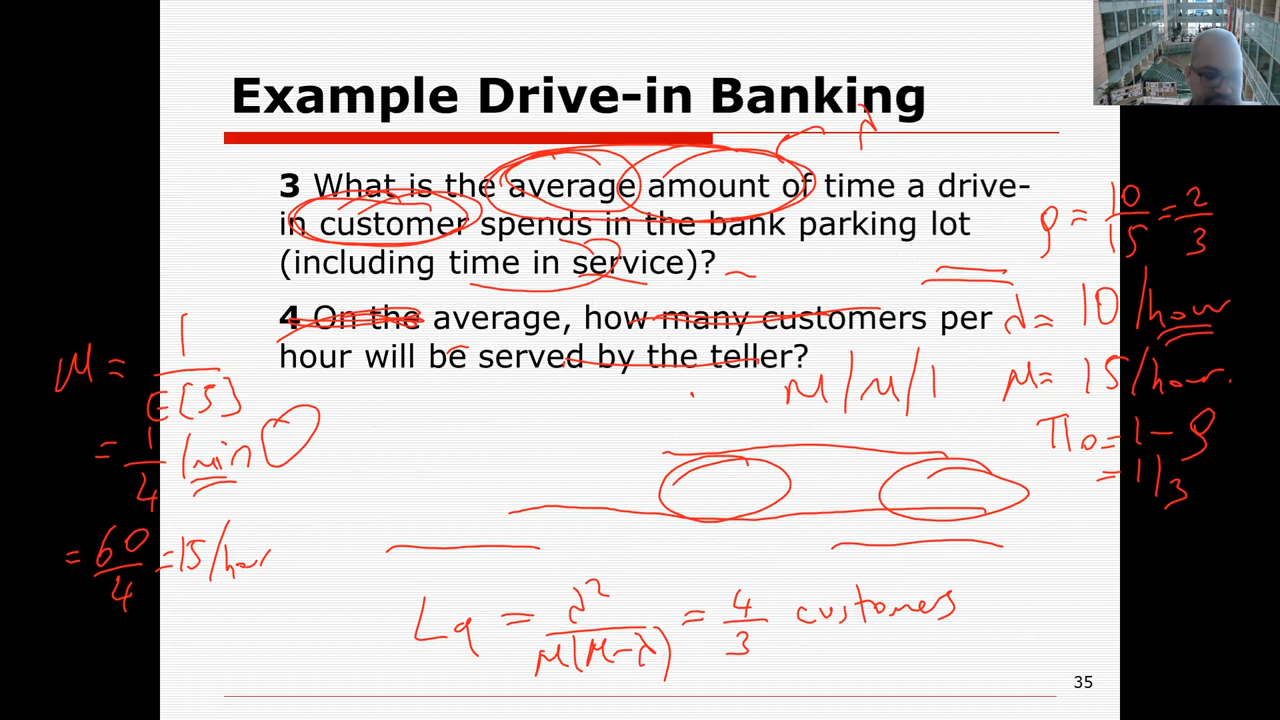 Example Drive-in Banking
λ
3 What is the average amount of time a drive-
in customer spends in the bank parking lot
(including time in service)?
4 On the average, how many customers per
hour will be served by the teller?
ρ = 10/15 = 2/3
λ = 10/hour
μ = 15/hour.
Π0 = 1-ρ
= 1/3
M/M/1
μ = 1/E[S]
= 1/4 /min
= 60/4 = 15/hour
Lq = λ²/μ(μ-λ) = 4/3 customers
35